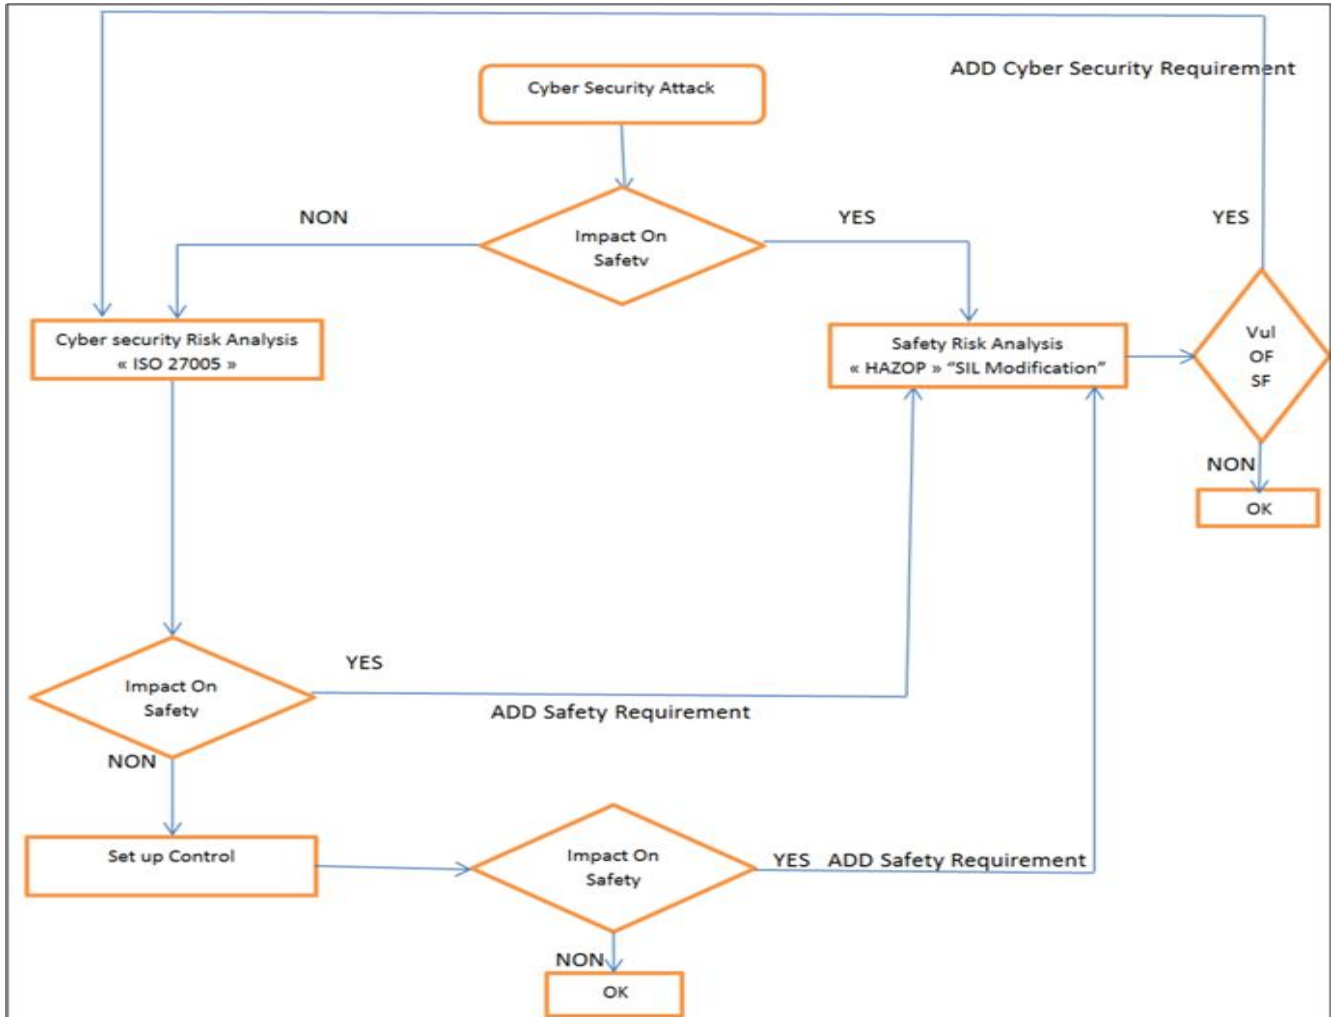 ADD Cyber Security Requirement
Cyber Security Attack
NON
YES
YES
Impact On
Safety
Cyber security Risk Analysis
« ISO 27005 »
Safety Risk Analysis
« HAZOP » “SIL Modification”
Vul
OF
SF
NON
OK
YES
Impact On
Safety
ADD Safety Requirement
NON
Set up Control
Impact On
Safety
YES ADD Safety Requirement
NON
OK